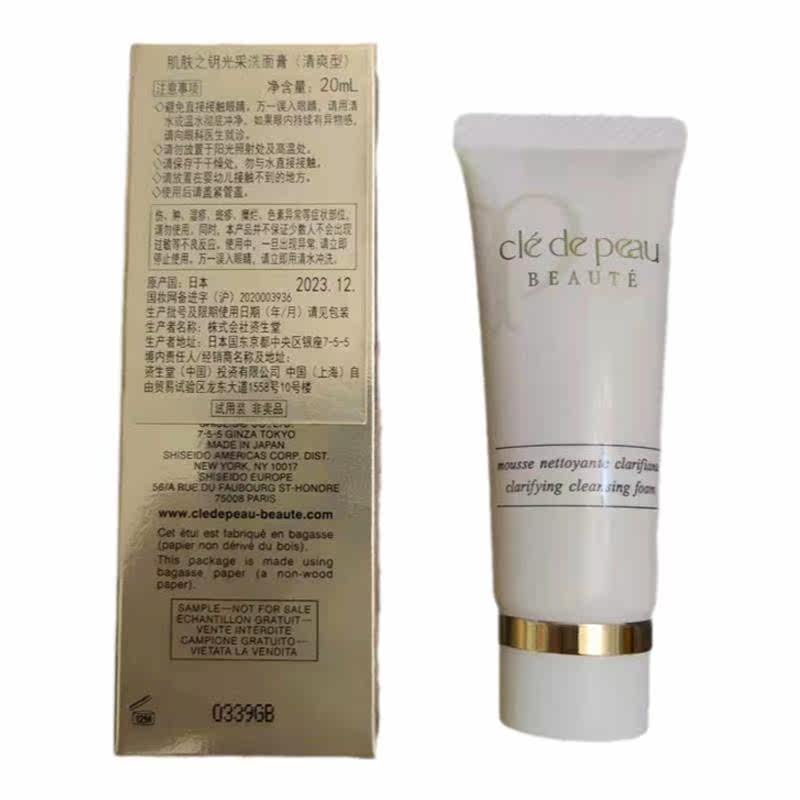 肌肤之钥光采洗面膏（清爽型）
注意事项 净含量：20mL
◇避免直接接触眼睛。万一误入眼睛，请用清
水或温水彻底冲净。如果眼内持续有异物感，
请向眼科医生就诊。
◇请勿放置于阳光照射处及高温处。
◇请保存于干燥处，勿与水直接接触。
◇请放置在婴幼儿接触不到的地方。
◇使用后请盖紧管盖。
伤、肿、湿疹、斑疹、糜烂、色素异常等症状部位，
请勿使用。同时，本产品并不保证少数人不会出现
过敏等不良反应。使用中，一旦出现异常，请立即
停止使用。万一误入眼睛，请立即用清水冲洗。
原产国：日本 2023.12.
国妆网备进字（沪）2020003936
生产批号及限期使用日期（年/月）请见包装
生产者名称：株式会社资生堂
生产者地址：日本国东京都中央区银座7-5-5
境内责任人/经销商名称及地址：
资生堂（中国）投资有限公司 中国（上海）自
由贸易试验区龙东大道1558号10号楼
试用装 非卖品
SHISEIDO CO., LTD.
7-5-5 GINZA TOKYO
MADE IN JAPAN
SHISEIDO AMERICAS CORP. DIST.
NEW YORK, NY 10017
SHISEIDO EUROPE
56/A RUE DU FAUBOURG ST-HONORE
75008 PARIS
www.cledepeau-beaute.com
Cet étui est fabriqué en bagasse
(papier non dérivé du bois).
This package is made using
bagasse paper (a non-wood
paper).
SAMPLE—NOT FOR SALE
ECHANTILLON GRATUIT—
VENTE INTERDITE
CAMPIONE GRATUITO—
VIETATA LA VENDITA
0339GB
clé de peau
BEAUTÉ
mousse nettoyante clarifiante
clarifying cleansing foam